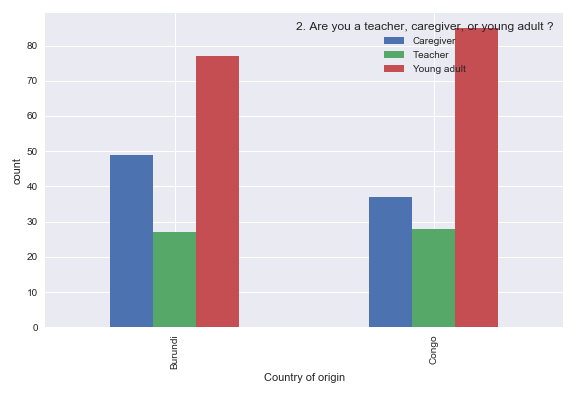 2. Are you a teacher, caregiver, or young adult ?
Caregiver
Teacher
Young adult
80
70
60
50
40
30
20
10
0
count
Burundi
Congo
Country of origin